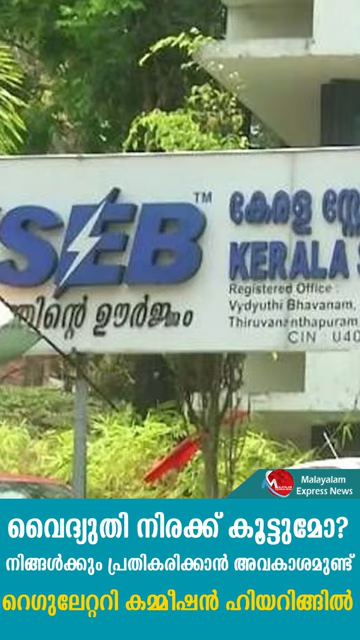 SEB™
കേരള സ്റ്റേ
KERALA S
Registered Office :
Vydyuthi Bhavanam,
Thiruvananthapuram
CIN : U40
ത്തിന്റെ ഊർജ്ജം
Malayalam
Express News
വൈദ്യുതി നിരക്ക് കൂട്ടുമോ?
നിങ്ങൾക്കും പ്രതികരിക്കാൻ അവകാശമുണ്ട്
റെഗുലേറ്ററി കമ്മീഷൻ ഹിയറിങ്ങിൽ